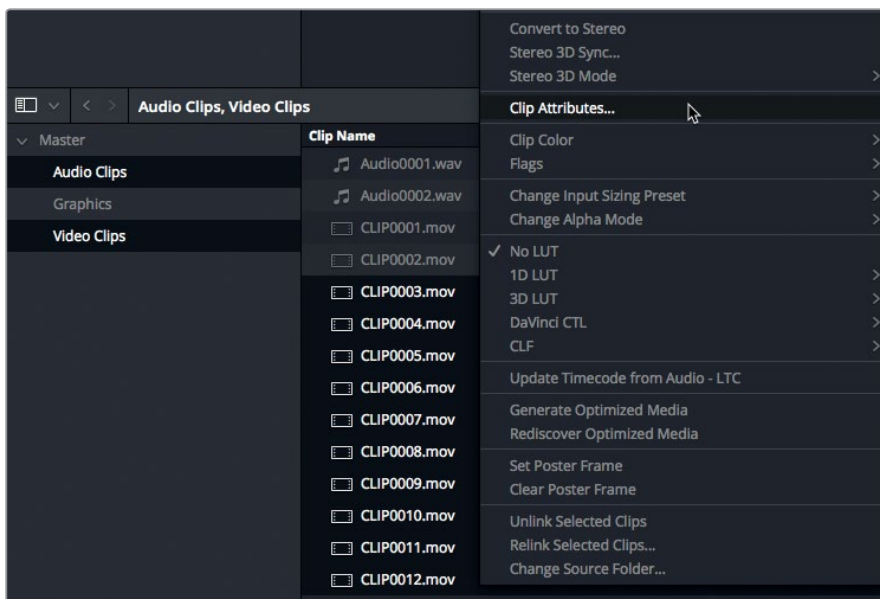 Audio Clips, Video Clips
Master
Audio Clips
Graphics
Video Clips
Clip Name
Audio0001.wav
Audio0002.wav
CLIP0001.mov
CLIP0002.mov
CLIP0003.mov
CLIP0004.mov
CLIP0005.mov
CLIP0006.mov
CLIP0007.mov
CLIP0008.mov
CLIP0009.mov
CLIP0010.mov
CLIP0011.mov
CLIP0012.mov
Convert to Stereo
Stereo 3D Sync...
Stereo 3D Mode
Clip Attributes...
Clip Color
Flags
Change Input Sizing Preset
Change Alpha Mode
No LUT
1D LUT
3D LUT
DaVinci CTL
CLF
Update Timecode from Audio - LTC
Generate Optimized Media
Rediscover Optimized Media
Set Poster Frame
Clear Poster Frame
Unlink Selected Clips
Relink Selected Clips...
Change Source Folder...